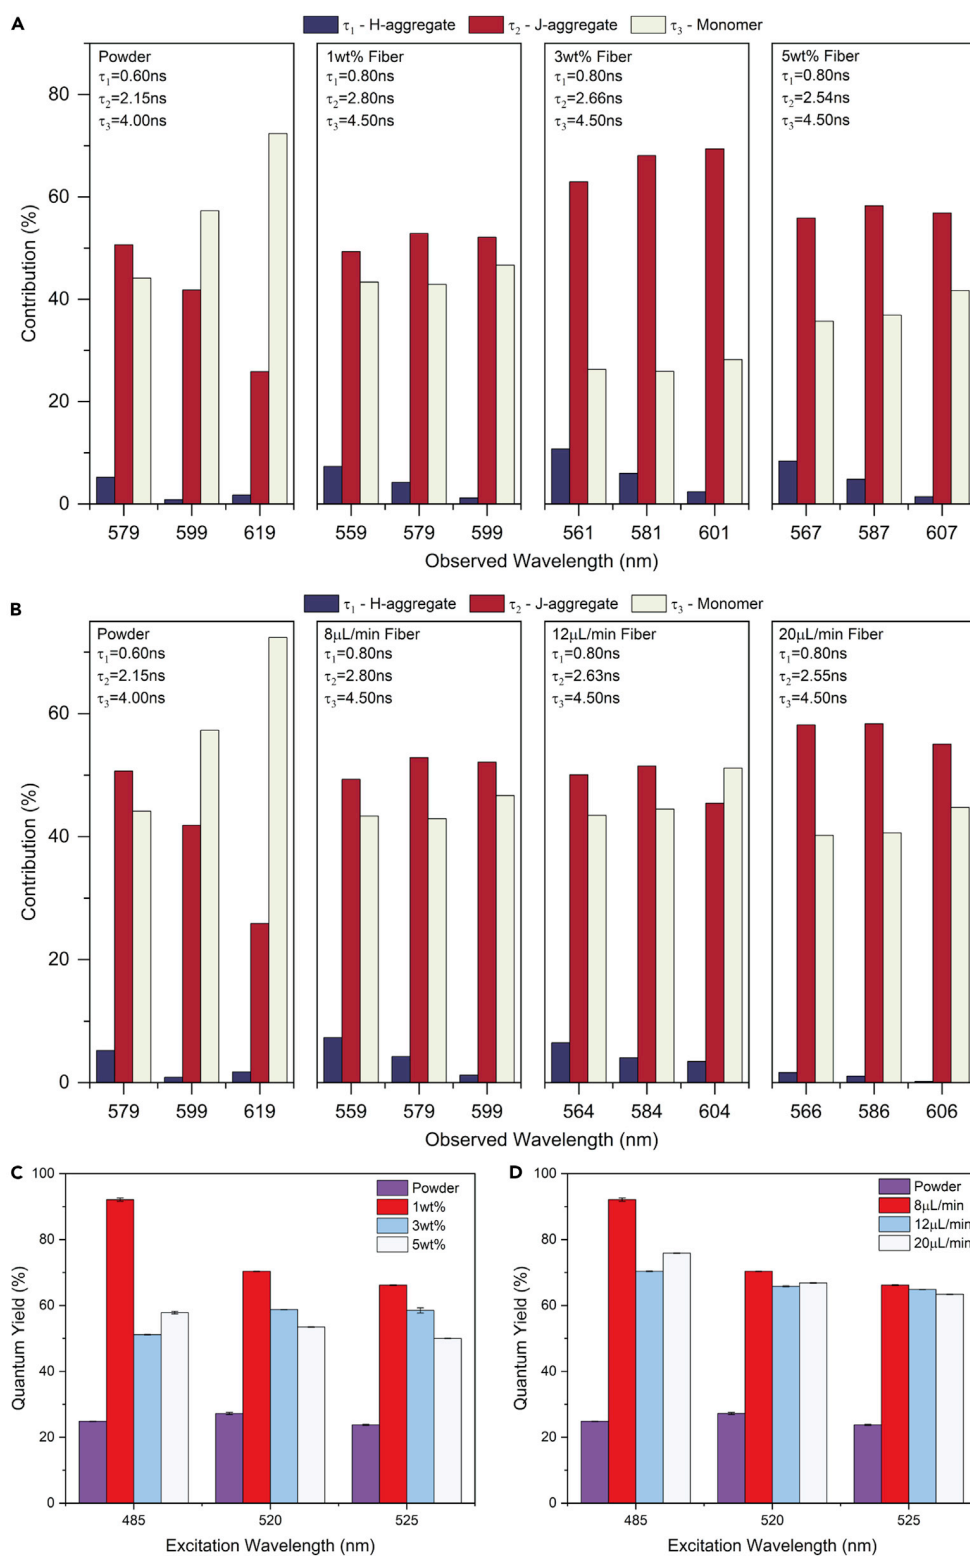 A
τ1 - H-aggregate τ2 - J-aggregate τ3 - Monomer
Powder
τ1=0.60ns
τ2=2.15ns
τ3=4.00ns
1wt% Fiber
τ1=0.80ns
τ2=2.80ns
τ3=4.50ns
3wt% Fiber
τ1=0.80ns
τ2=2.66ns
τ3=4.50ns
5wt% Fiber
τ1=0.80ns
τ2=2.54ns
τ3=4.50ns
Contribution (%)
80
60
40
20
0
579 599 619
559 579 599
561 581 601
567 587 607
Observed Wavelength (nm)
B
τ1 - H-aggregate τ2 - J-aggregate τ3 - Monomer
Powder
τ1=0.60ns
τ2=2.15ns
τ3=4.00ns
8μL/min Fiber
τ1=0.80ns
τ2=2.80ns
τ3=4.50ns
12μL/min Fiber
τ1=0.80ns
τ2=2.63ns
τ3=4.50ns
20μL/min Fiber
τ1=0.80ns
τ2=2.55ns
τ3=4.50ns
Contribution (%)
60
40
20
0
579 599 619
559 579 599
564 584 604
566 586 606
Observed Wavelength (nm)
C
Powder
1wt%
3wt%
5wt%
Quantum Yield (%)
100
80
60
40
20
0
485 520 525
Excitation Wavelength (nm)
D
Powder
8μL/min
12μL/min
20μL/min
Quantum Yield (%)
100
80
60
40
20
0
485 520 525
Excitation Wavelength (nm)